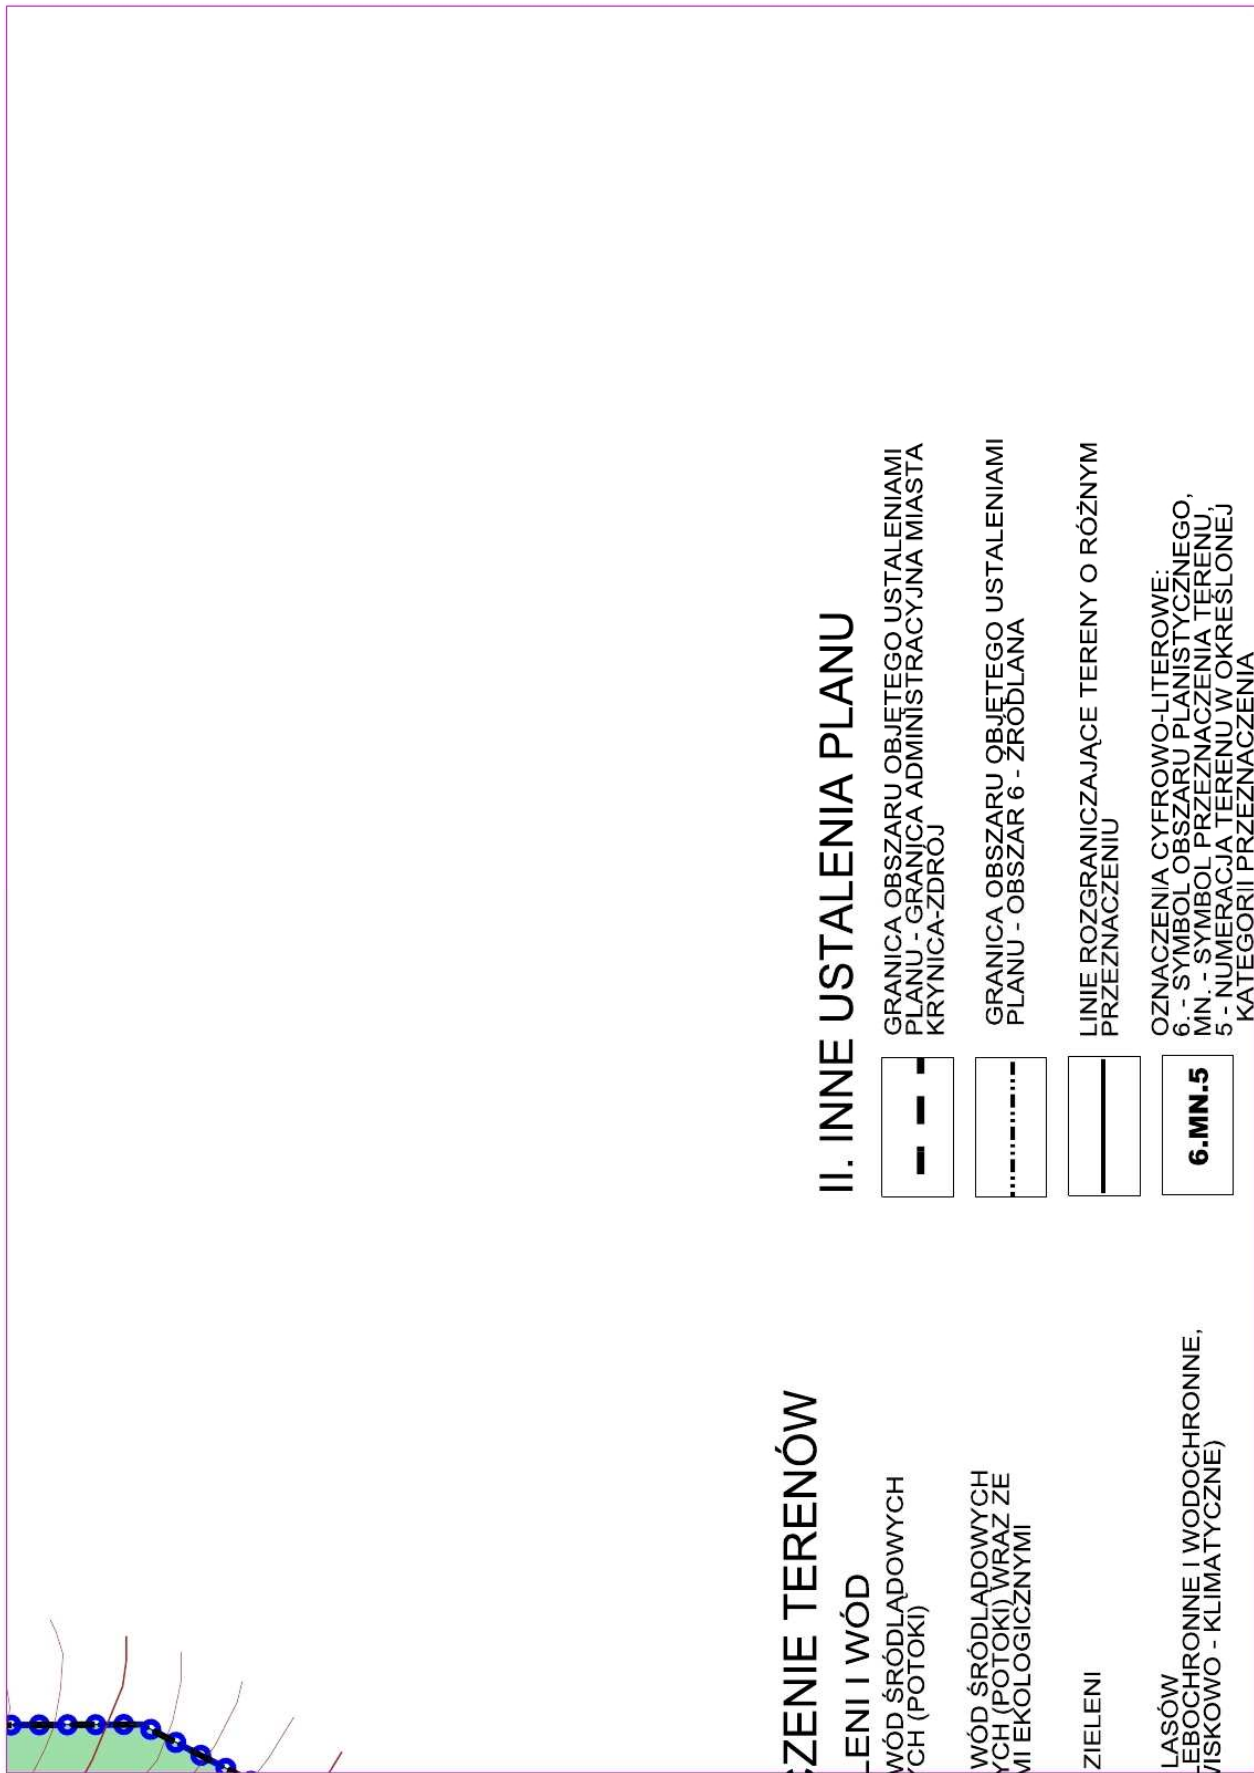 CZENIE TERENÓW
LENI I WÓD
WÓD ŚRÓDLĄDOWYCH
YCH (POTOKI)
WÓD ŚRÓDLĄDOWYCH
YCH (POTOKI) WRAZ ZE
MI EKOLOGICZNYMI
ZIELENI
LASÓW
LEBOCHRONNE I WODOCHRONNE,
WISKOWO - KLIMATYCZNE)
II. INNE USTALENIA PLANU
GRANICA OBSZARU OBJETEGO USTALENIAMI
PLANU - GRANICA ADMINISTRACYJNA MIASTA
KRYNICA-ZDRÓJ
GRANICA OBSZARU OBJĘTEGO USTALENIAMI
PLANU - OBSZAR 6 - ŹRÓDLANA
LINIE ROZGRANICZAJĄCE TERENY O RÓŻNYM
PRZEZNACZENIU
6.MN.5
OZNACZENIA CYFROWO-LITEROWE:
6. - SYMBOL OBSZARU PLANISTYCZNEGO,
MN. - SYMBOL PRZEZNACZENIA TERENU,
5 - NUMERACJA TERENU W OKREŚLONEJ
KATEGORII PRZEZNACZENIA